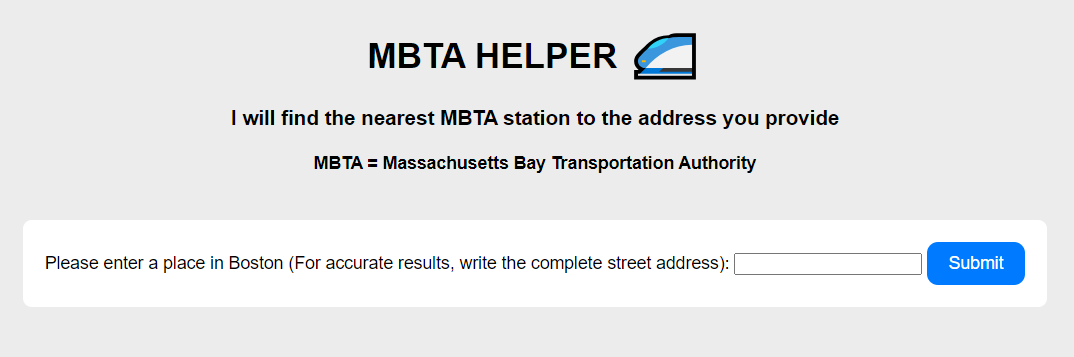 MBTA HELPER
I will find the nearest MBTA station to the address you provide
MBTA = Massachusetts Bay Transportation Authority
Please enter a place in Boston (For accurate results, write the complete street address): Submit